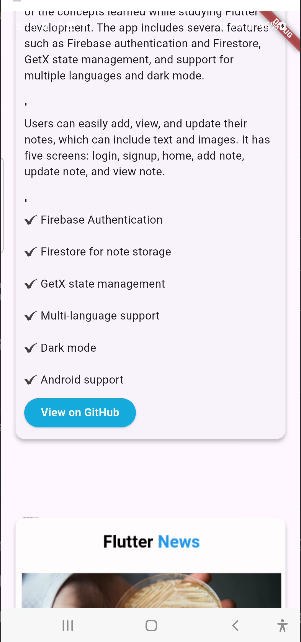 of the concepts learned while studying Flutter
development. The app includes several features
such as Firebase authentication and Firestore,
GetX state management, and support for
multiple languages and dark mode.
'
Users can easily add, view, and update their
notes, which can include text and images. It has
five screens: login, signup, home, add note,
update note, and view note.
'
✔ Firebase Authentication
✔ Firestore for note storage
✔ GetX state management
✔ Multi-language support
✔ Dark mode
✔ Android support
View on GitHub
Flutter News